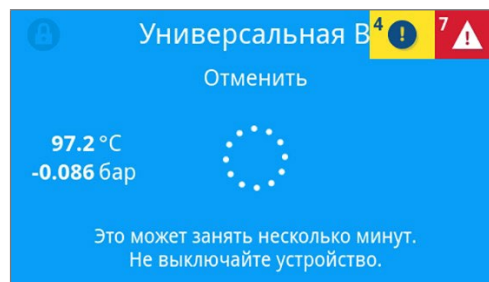 Универсальная В
4
7
Отменить
97.2 °C
-0.086 бар
Это может занять несколько минут.
Не выключайте устройство.